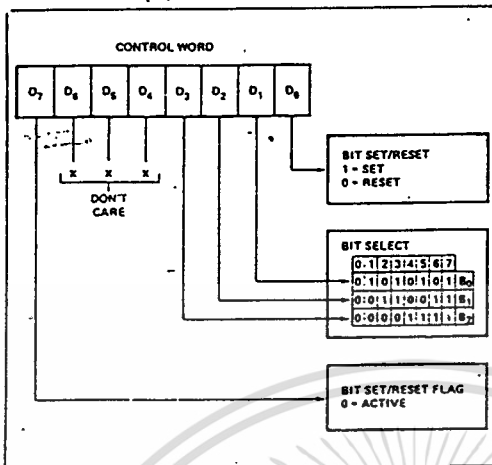 CONTROL WORD
D7 D6 D5 D4 D3 D2 D1 D0
X X X
DON'T
CARE
BIT SET/RESET
1 = SET
0 = RESET
BIT SELECT
0 1 2 3 4 5 6 7
0 1 0 1 0 1 0 1 B0
0 0 1 1 0 0 1 1 B1
0 0 0 0 1 1 1 1 B2
BIT SET/RESET FLAG
0 = ACTIVE